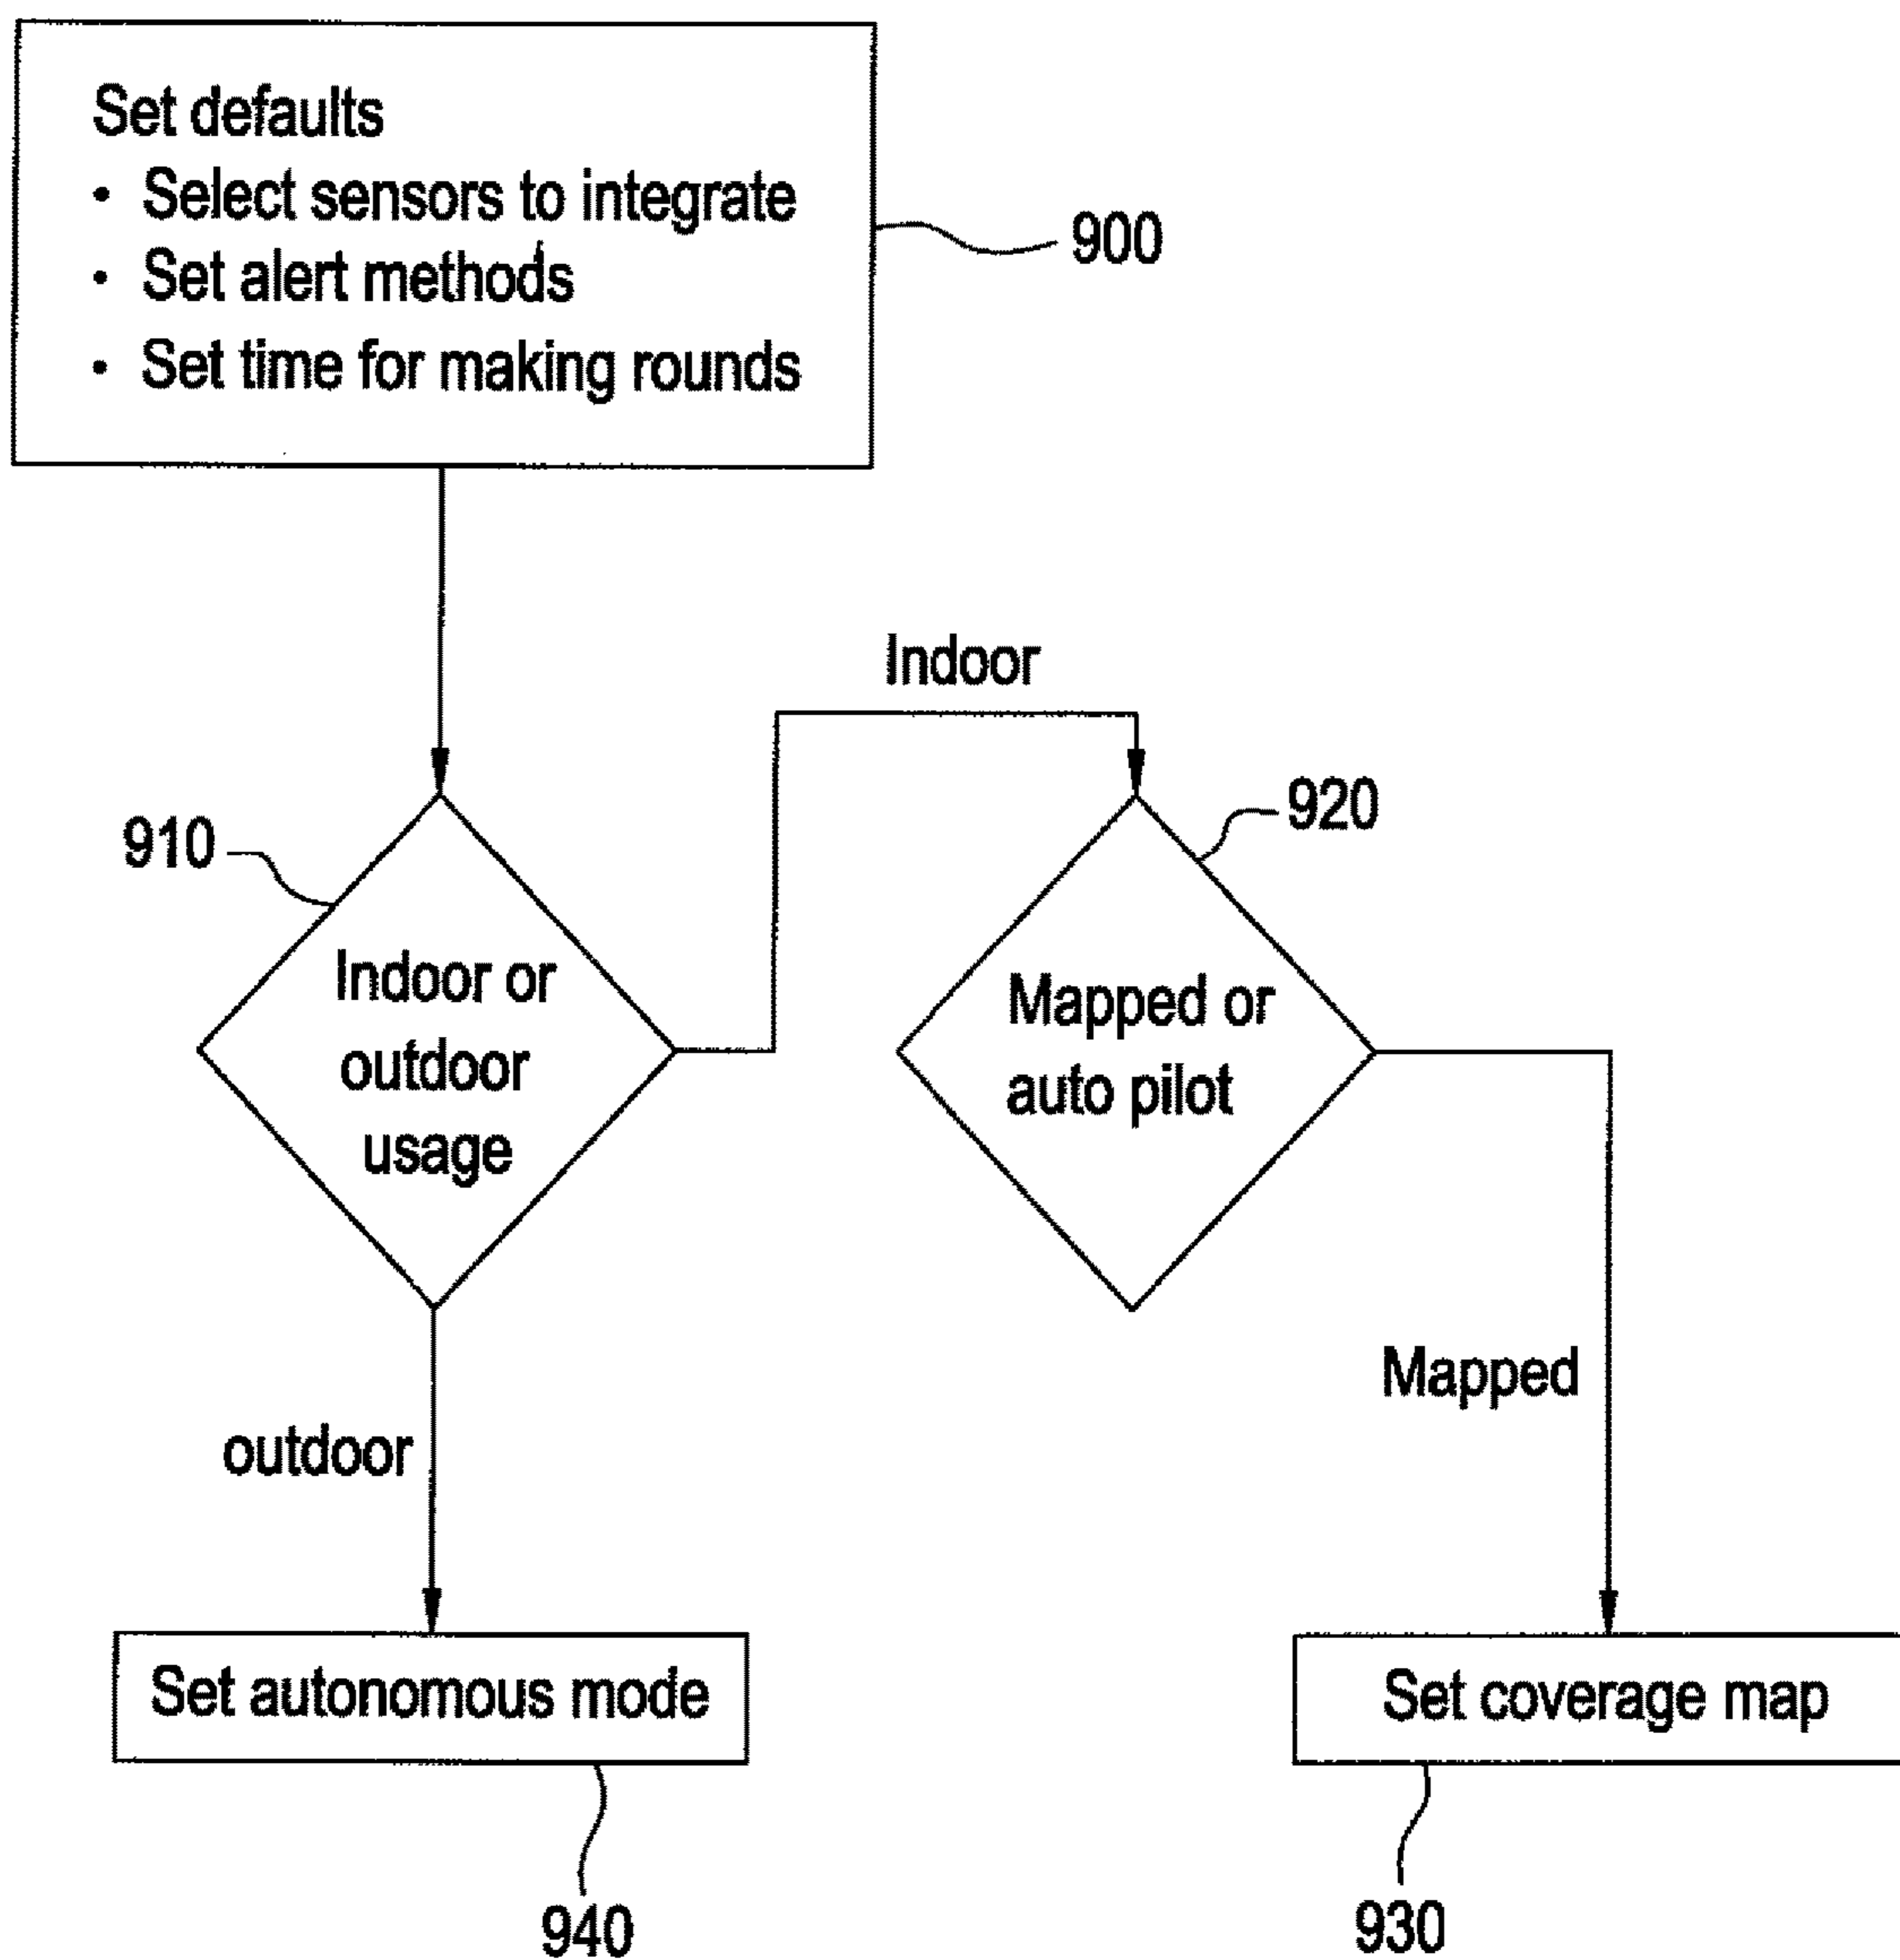 Set defaults
• Select sensors to integrate
• Set alert methods
• Set time for making rounds
900
Indoor
910
920
Indoor or
outdoor
usage
Mapped or
auto pilot
Mapped
outdoor
Set autonomous mode
Set coverage map
940
930